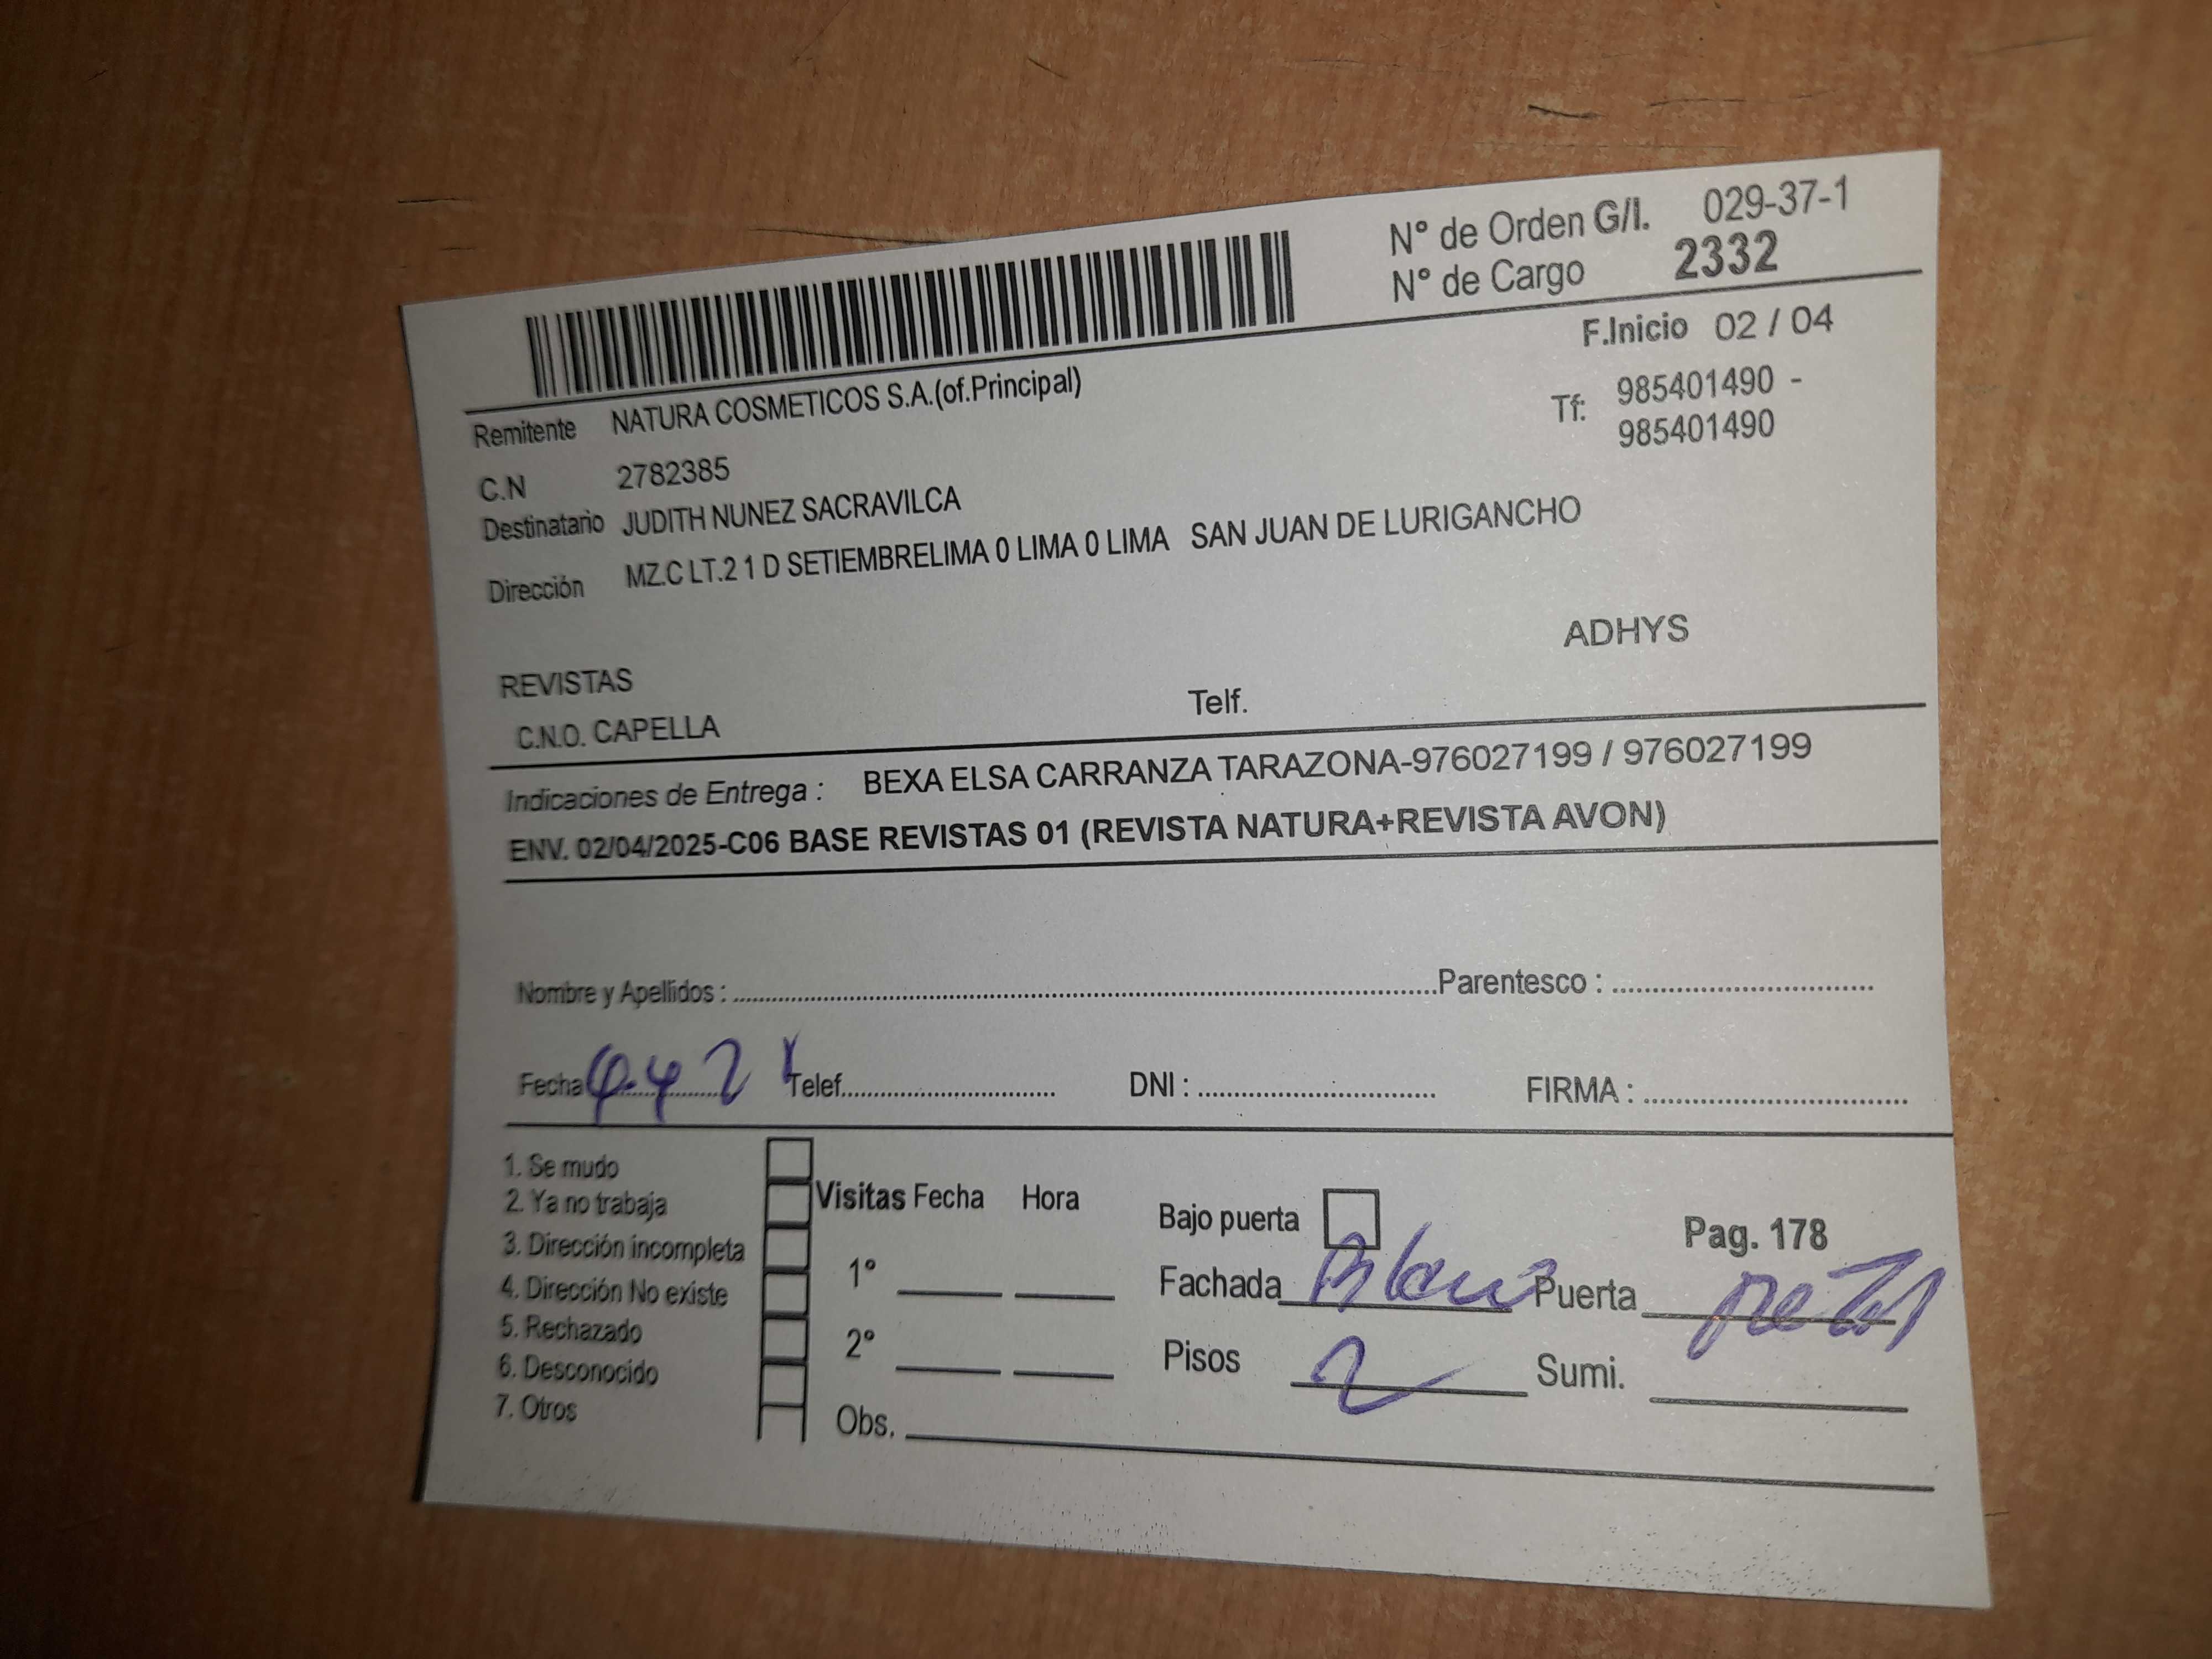 N° de Orden G/I. 029-37-1
N° de Cargo 2332
F.Inicio 02 / 04
Remitente NATURA COSMETICOS S.A.(of.Principal)
Tf: 985401490 -
985401490
C.N 2782385
Destinatario JUDITH NUNEZ SACRAVILCA
Dirección MZ.C LT.2 1 D SETIEMBRELIMA 0 LIMA 0 LIMA SAN JUAN DE LURIGANCHO
ADHYS
REVISTAS
C.N.O. CAPELLA Telf.
Indicaciones de Entrega : BEXA ELSA CARRANZA TARAZONA-976027199 / 976027199
ENV. 02/04/2025-C06 BASE REVISTAS 01 (REVISTA NATURA+REVISTA AVON)
Nombre y Apellidos : Parentesco :
Fecha Telef. DNI : FIRMA :
1. Se mudo
2. Ya no trabaja
3. Dirección incompleta
4. Dirección No existe
5. Rechazado
6. Desconocido
7. Otros
Visitas Fecha Hora
1°
2°
Obs.
Bajo puerta Pag. 178
Fachada Puerta
Pisos 2 Sumi.